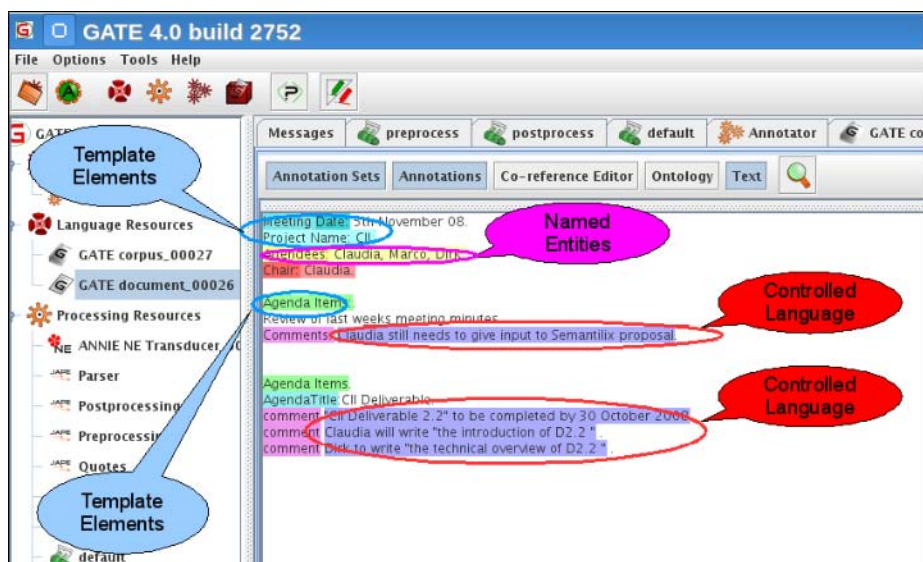 GATE 4.0 build 2752
File Options Tools Help
Messages preprocess postprocess default Annotator GATE co
Annotation Sets Annotations Co-reference Editor Ontology Text
GAT
Template
Elements
Language Resources
GATE corpus_00027
GATE document_00026
Processing Resources
ANNIE NE Transducer_00
Parser
Postprocessing
Preprocessin
Quotes
Template
Elements
default
Meeting Date: 5th November 08.
Project Name: CII.
Attendees: Claudia, Marco, Dirk
Chair: Claudia.
Named
Entities
Agenda Items.
Review of last weeks meeting minutes
Comments: Claudia still needs to give input to Semantilix proposal.
Controlled
Language
Agenda Items.
AgendaTitle:CII Deliverable.
comment "CII Deliverable 2.2" to be completed by 30 October 2008
comment Claudia will write "the introduction of D2.2 " .
comment Dirk to write "the technical overview of D2.2 " .
Controlled
Language